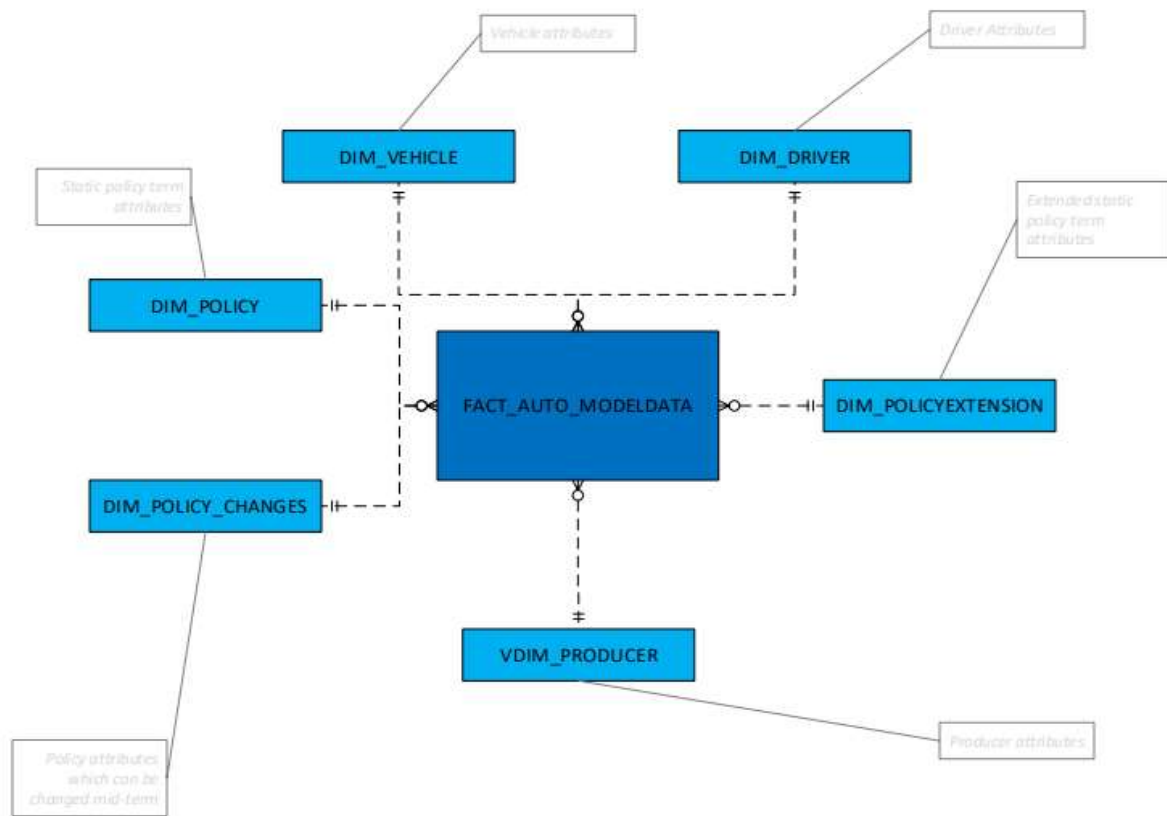 Vehicle attributes
Driver Attributes
DIM_VEHICLE
DIM_DRIVER
Static policy term
attributes
Extended static
policy term
attributes
DIM_POLICY
FACT_AUTO_MODELDATA
DIM_POLICYEXTENSION
DIM_POLICY_CHANGES
VDIM_PRODUCER
Producer attributes
Policy attributes
which can be
changed mid-term